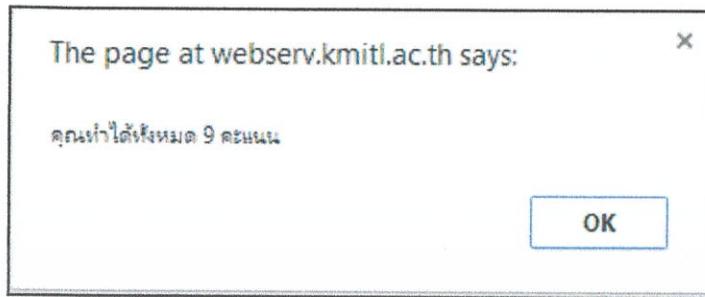 The page at webserv.kmitl.ac.th says:
×
คุณทำได้ทั้งหมด 9 คะแนน
OK